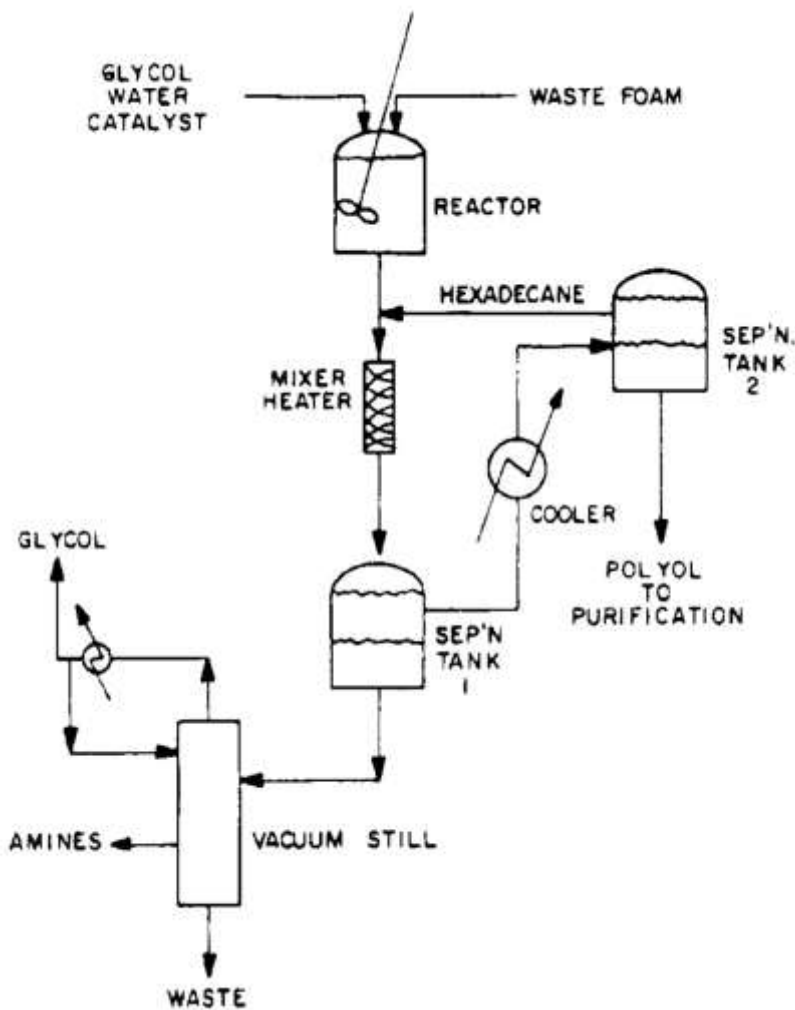 GLYCOL
WATER
CATALYST
WASTE FOAM
REACTOR
HEXADECANE
SEP'N.
TANK
2
MIXER
HEATER
COOLER
GLYCOL
POLYOL
TO
PURIFICATION
SEP'N
TANK
1
AMINES
VACUUM STILL
WASTE